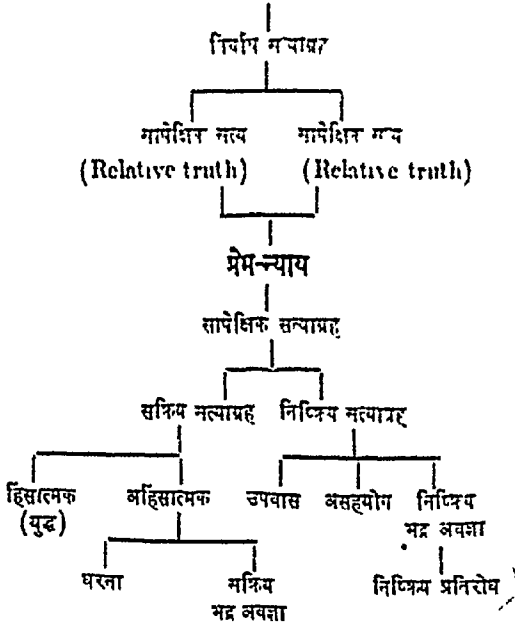 सत्याग्रह
सापेक्षिक सत्य सापेक्षिक सत्य
(Relative truth) (Relative truth)
प्रेम-न्याय
सापेक्षिक सत्याग्रह
सक्रिय सत्याग्रह निष्क्रिय सत्याग्रह
हिंसात्मक अहिंसात्मक उपवास असहयोग निष्क्रिय
(युद्ध) भद्र अवज्ञा
धरना सक्रिय निष्क्रिय प्रतिरोध
भद्र अवज्ञा